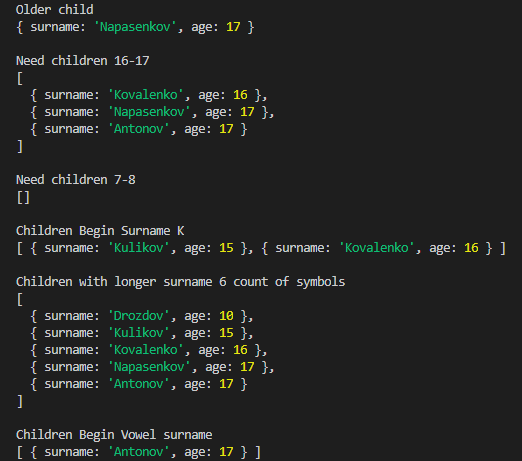 Older child
{ surname: 'Napasenkov', age: 17 }
Need children 16-17
[
{ surname: 'Kovalenko', age: 16 },
{ surname: 'Napasenkov', age: 17 },
{ surname: 'Antonov', age: 17 }
]
Need children 7-8
[]
Children Begin Surname K
[ { surname: 'Kulikov', age: 15 }, { surname: 'Kovalenko', age: 16 } ]
Children with longer surname 6 count of symbols
[
{ surname: 'Drozdov', age: 10 },
{ surname: 'Kulikov', age: 15 },
{ surname: 'Kovalenko', age: 16 },
{ surname: 'Napasenkov', age: 17 },
{ surname: 'Antonov', age: 17 }
]
Children Begin Vowel surname
[ { surname: 'Antonov', age: 17 } ]